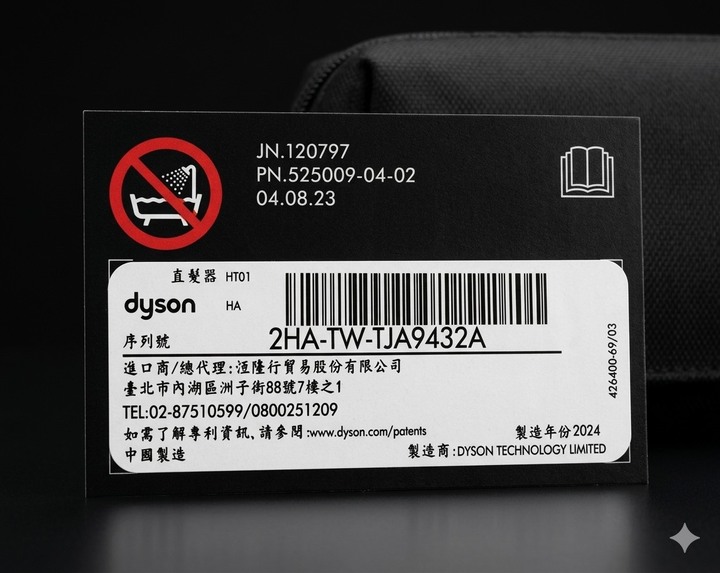 JN.120797
PN.525009-04-02
04.08.23
直髮器 HT01
dyson HA
序列號 2HA-TW-TJA9432A
進口商/總代理:恆隆行貿易股份有限公司
臺北市內湖區洲子街88號7樓之1
TEL:02-87510599/0800251209
如需了解專利資訊,請參閱:www.dyson.com/patents
製造年份2024
中國製造
製造商:DYSON TECHNOLOGY LIMITED
426400-69/03